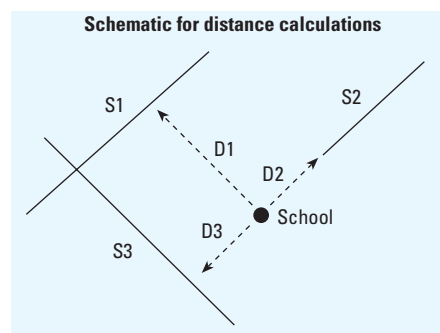 Schematic for distance calculations
S1
S2
D1
D2
School
D3
S3